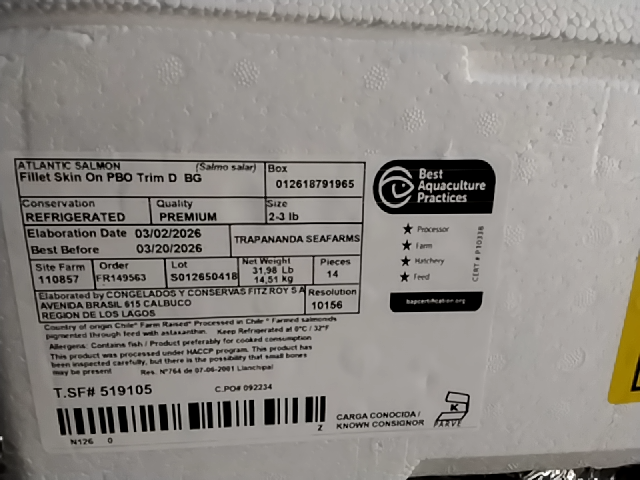 ATLANTIC SALMON (Salmo salar)
Fillet Skin On PBO Trim D BG
Box
012618791965
Conservation
REFRIGERATED
Quality
PREMIUM
Size
2-3 lb
Elaboration Date 03/02/2026
Best Before 03/20/2026
TRAPANANDA SEAFARMS
Site Farm
110857
Order
FR149563
Lot
S012650418
Net Weight
31,98 Lb
14,51 kg
Pieces
14
Elaborated by CONGELADOS Y CONSERVAS FITZ ROY S A
AVENIDA BRASIL 615 CALBUCO
REGION DE LOS LAGOS
Resolution
10156
Country of origin Chile* Farm Raised* Processed in Chile * Farmed salmonids
pigmented through feed with astaxanthin. Keep Refrigerated at 0°C / 32°F
Allergens: Contains fish / Product preferably for cooked consumption
This product was processed under HACCP program. This product has
been inspected carefully, but there is the possibility that small bones
may be present Res. N°764 de 07-06-2001 Llanchipal
T.SF# 519105
C.PO# 092234
N126 0
Z
CARGA CONOCIDA /
KNOWN CONSIGNOR
K
PARVE
Best
Aquaculture
Practices
Processor
Farm
Hatchery
Feed
CERT # P10338
bapcertification.org